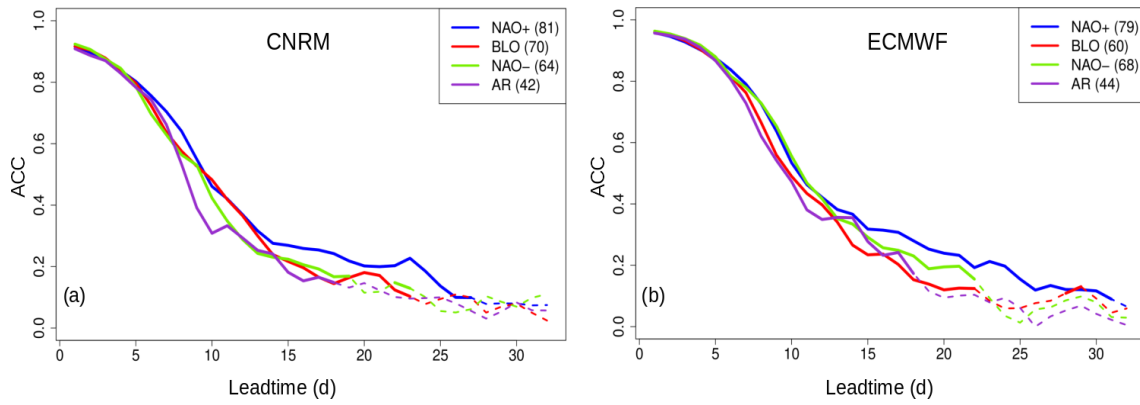 CNRM
NAO+ (81)
BLO (70)
NAO− (64)
AR (42)
ACC
1.0
0.8
0.6
0.4
0.2
0.0
(a)
0 5 10 15 20 25 30
Leadtime (d)
ECMWF
NAO+ (79)
BLO (60)
NAO− (68)
AR (44)
ACC
1.0
0.8
0.6
0.4
0.2
0.0
(b)
0 5 10 15 20 25 30
Leadtime (d)